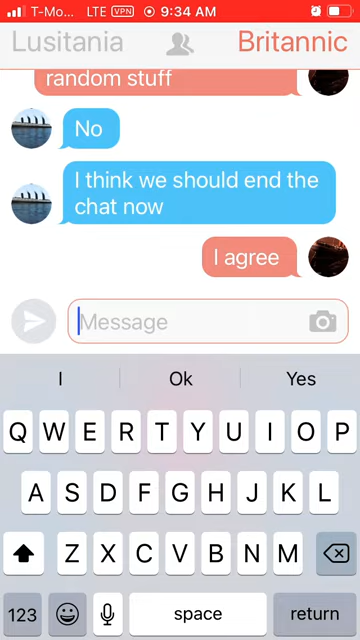 T-Mo... LTE VPN 9:34 AM
Lusitania Britannic
random stuff
No
I think we should end the
chat now
I agree
Message
I Ok Yes
Q W E R T Y U I O P
A S D F G H J K L
Z X C V B N M
123 space return